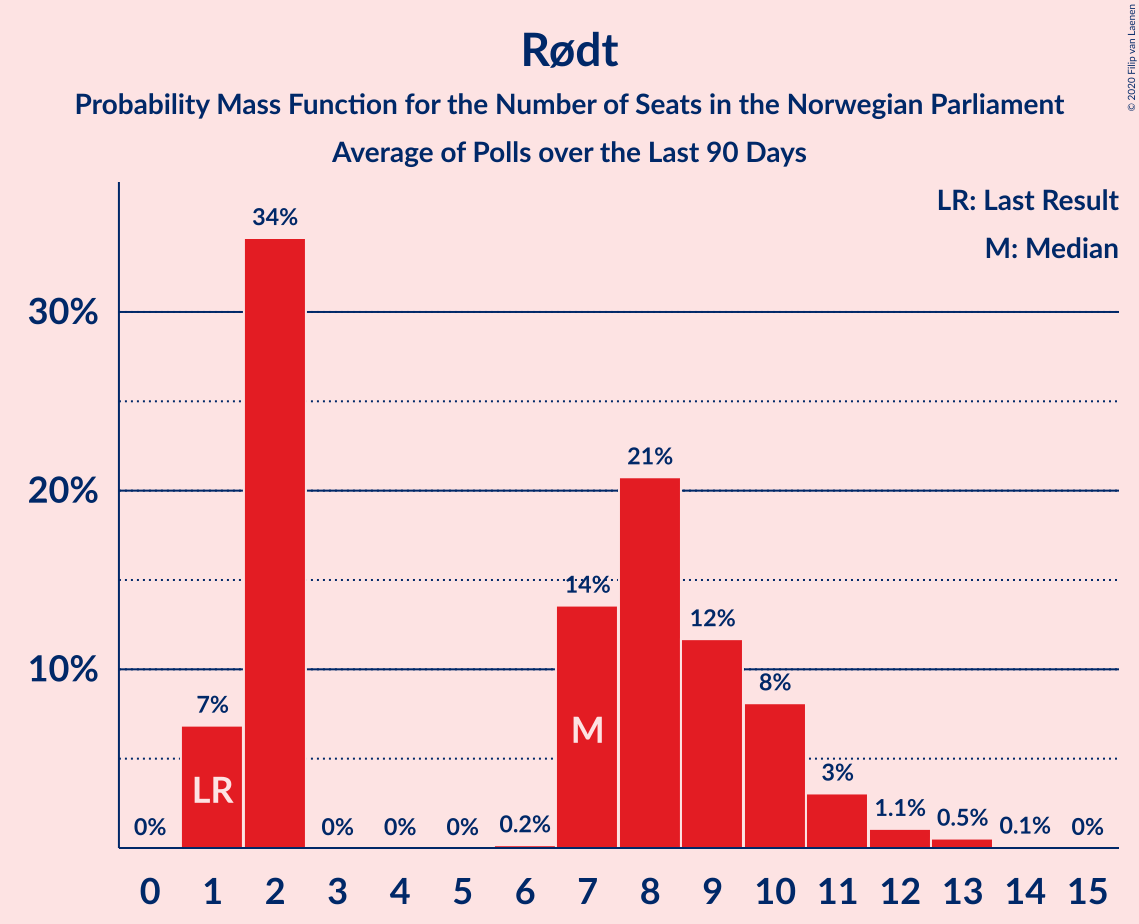 Rødt
Probability Mass Function for the Number of Seats in the Norwegian Parliament
Average of Polls over the Last 90 Days
© 2020 Filip van Laenen
LR: Last Result
M: Median
34%
30%
21%
20%
14%
12%
10%
8%
7%
M
3%
LR
1.1%
0% 0% 0% 0% 0.2% 0.5% 0.1% 0%
0 1 2 3 4 5 6 7 8 9 10 11 12 13 14 15